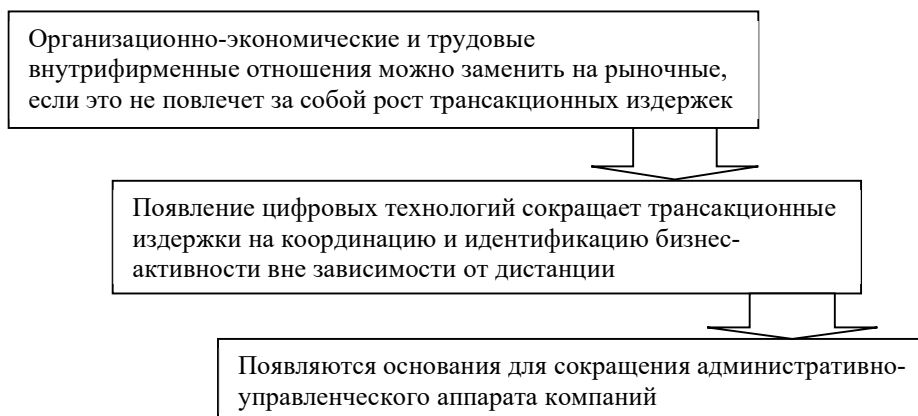 Организационно-экономические и трудовые
внутрифирменные отношения можно заменить на рыночные,
если это не повлечет за собой рост трансакционных издержек
Появление цифровых технологий сокращает трансакционные
издержки на координацию и идентификацию бизнес-
активности вне зависимости от дистанции
Появляются основания для сокращения административно-
управленческого аппарата компаний